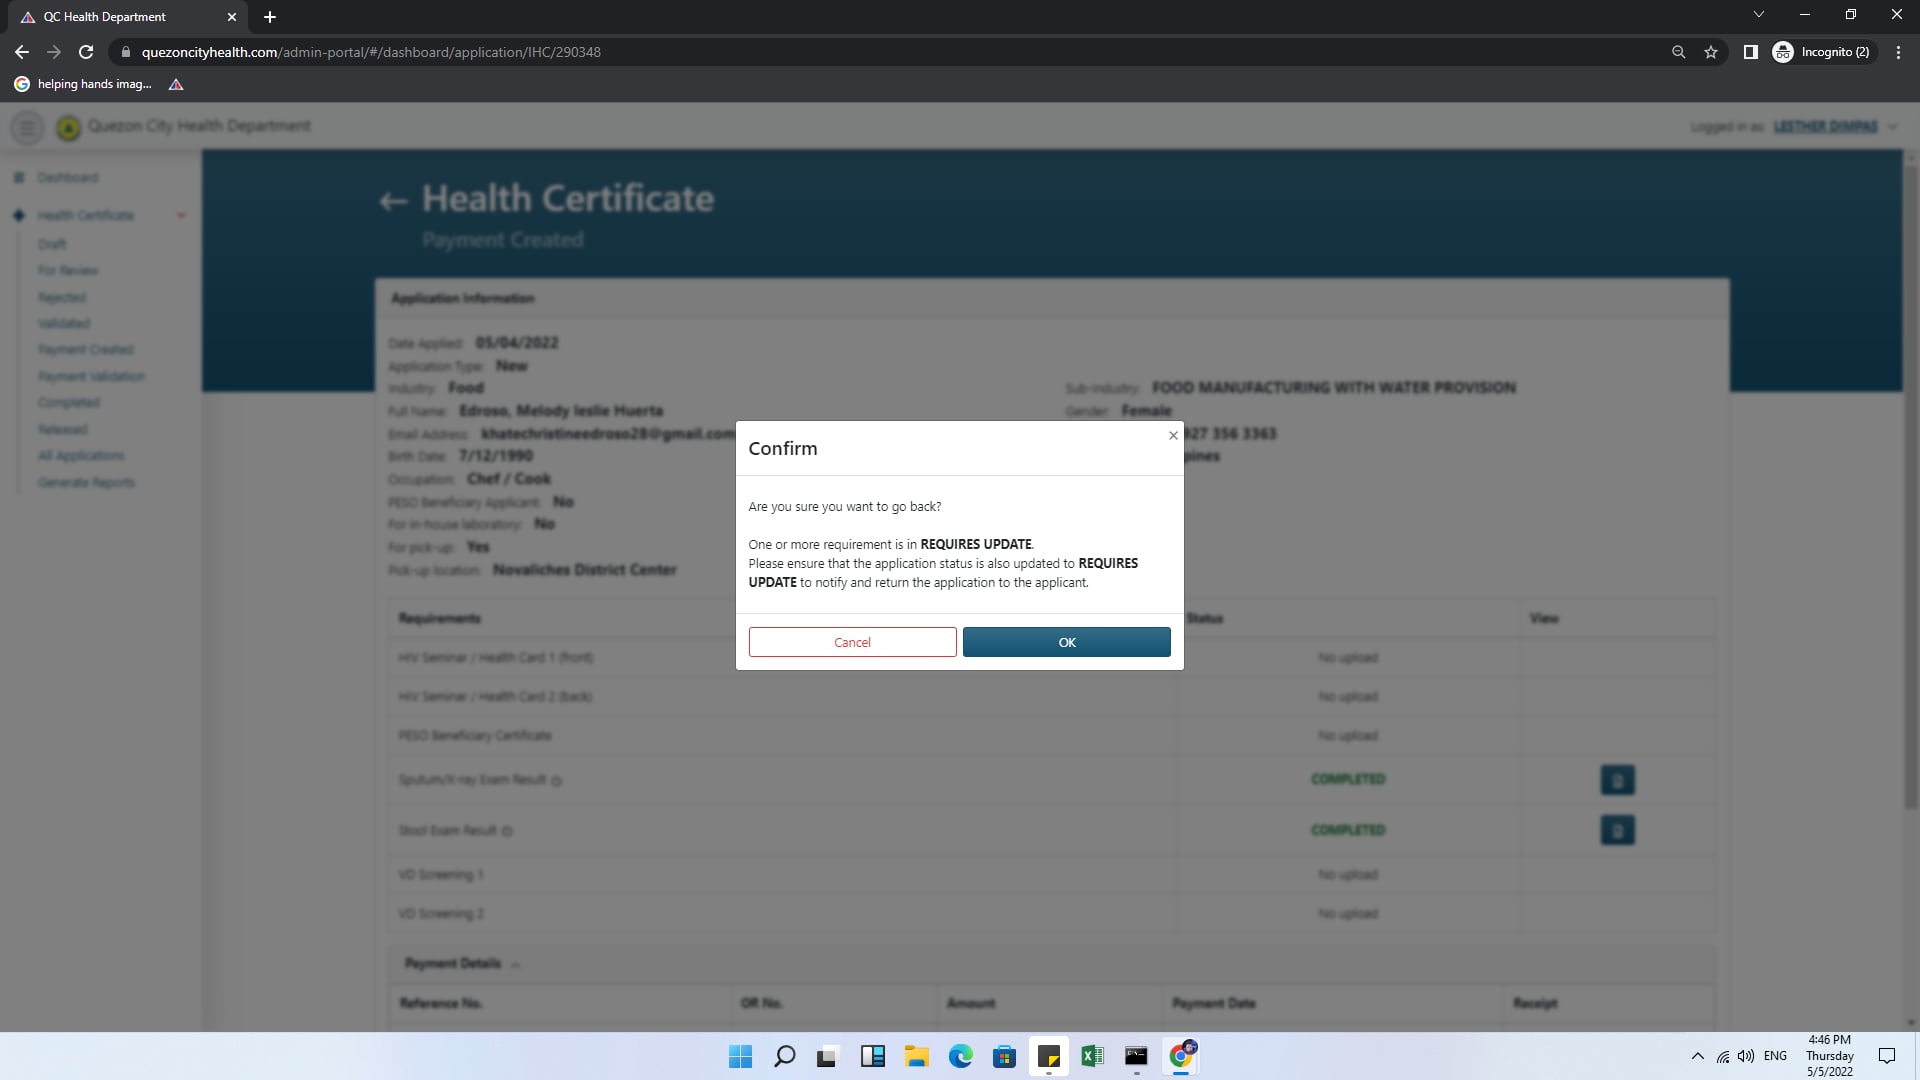 QC Health Department
quezoncityhealth.com/admin-portal/#/dashboard/application/IHC/290348
Incognito (2)
helping hands imag...
Quezon City Health Department
Logged in as: LESTHER DIMPAS
Dashboard
Health Certificate
Draft
For Review
Rejected
Validated
Payment Created
Payment Validation
Completed
Released
All Applications
Generate Reports
Health Certificate
Payment Created
Application Information
Date Applied: 05/04/2022
Application Type: New
Industry: Food
Sub-Industry: FOOD MANUFACTURING WITH WATER PROVISION
Full Name: Edroso, Melody leslie Huerta
Gender: Female
Email Address: khatechristineedroso28@gmail.com
927 356 3363
Birth Date: 7/12/1990
pines
Occupation: Chef / Cook
PESO Beneficiary Applicant: No
For in-house laboratory: No
For pick-up: Yes
Pick-up location: Novaliches District Center
Confirm
Are you sure you want to go back?
One or more requirement is in REQUIRES UPDATE.
Please ensure that the application status is also updated to REQUIRES
UPDATE to notify and return the application to the applicant.
Cancel OK
Requirements Status View
HIV Seminar / Health Card 1 (front) No upload
HIV Seminar / Health Card 2 (back) No upload
PESO Beneficiary Certificate No upload
Sputum/X-ray Exam Result COMPLETED
Stool Exam Result COMPLETED
VD Screening 1 No upload
VD Screening 2 No upload
Payment Details
Reference No. OR No. Amount Payment Date Receipt
ENG
4:46 PM
Thursday
5/5/2022